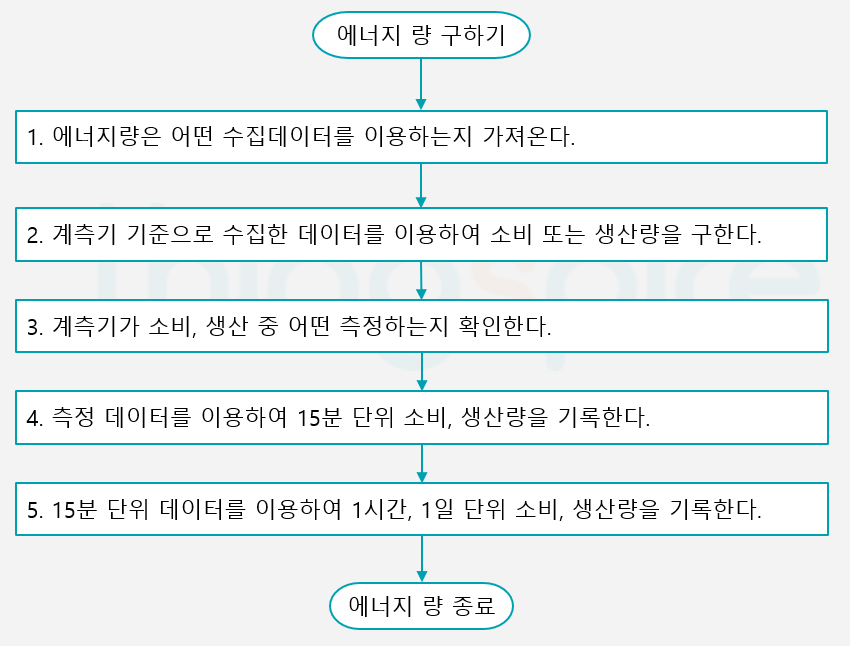 에너지 량 구하기
1. 에너지량은 어떤 수집데이터를 이용하는지 가져온다.
2. 계측기 기준으로 수집한 데이터를 이용하여 소비 또는 생산량을 구한다.
3. 계측기가 소비, 생산 중 어떤 측정하는지 확인한다.
4. 측정 데이터를 이용하여 15분 단위 소비, 생산량을 기록한다.
5. 15분 단위 데이터를 이용하여 1시간, 1일 단위 소비, 생산량을 기록한다.
에너지 량 종료